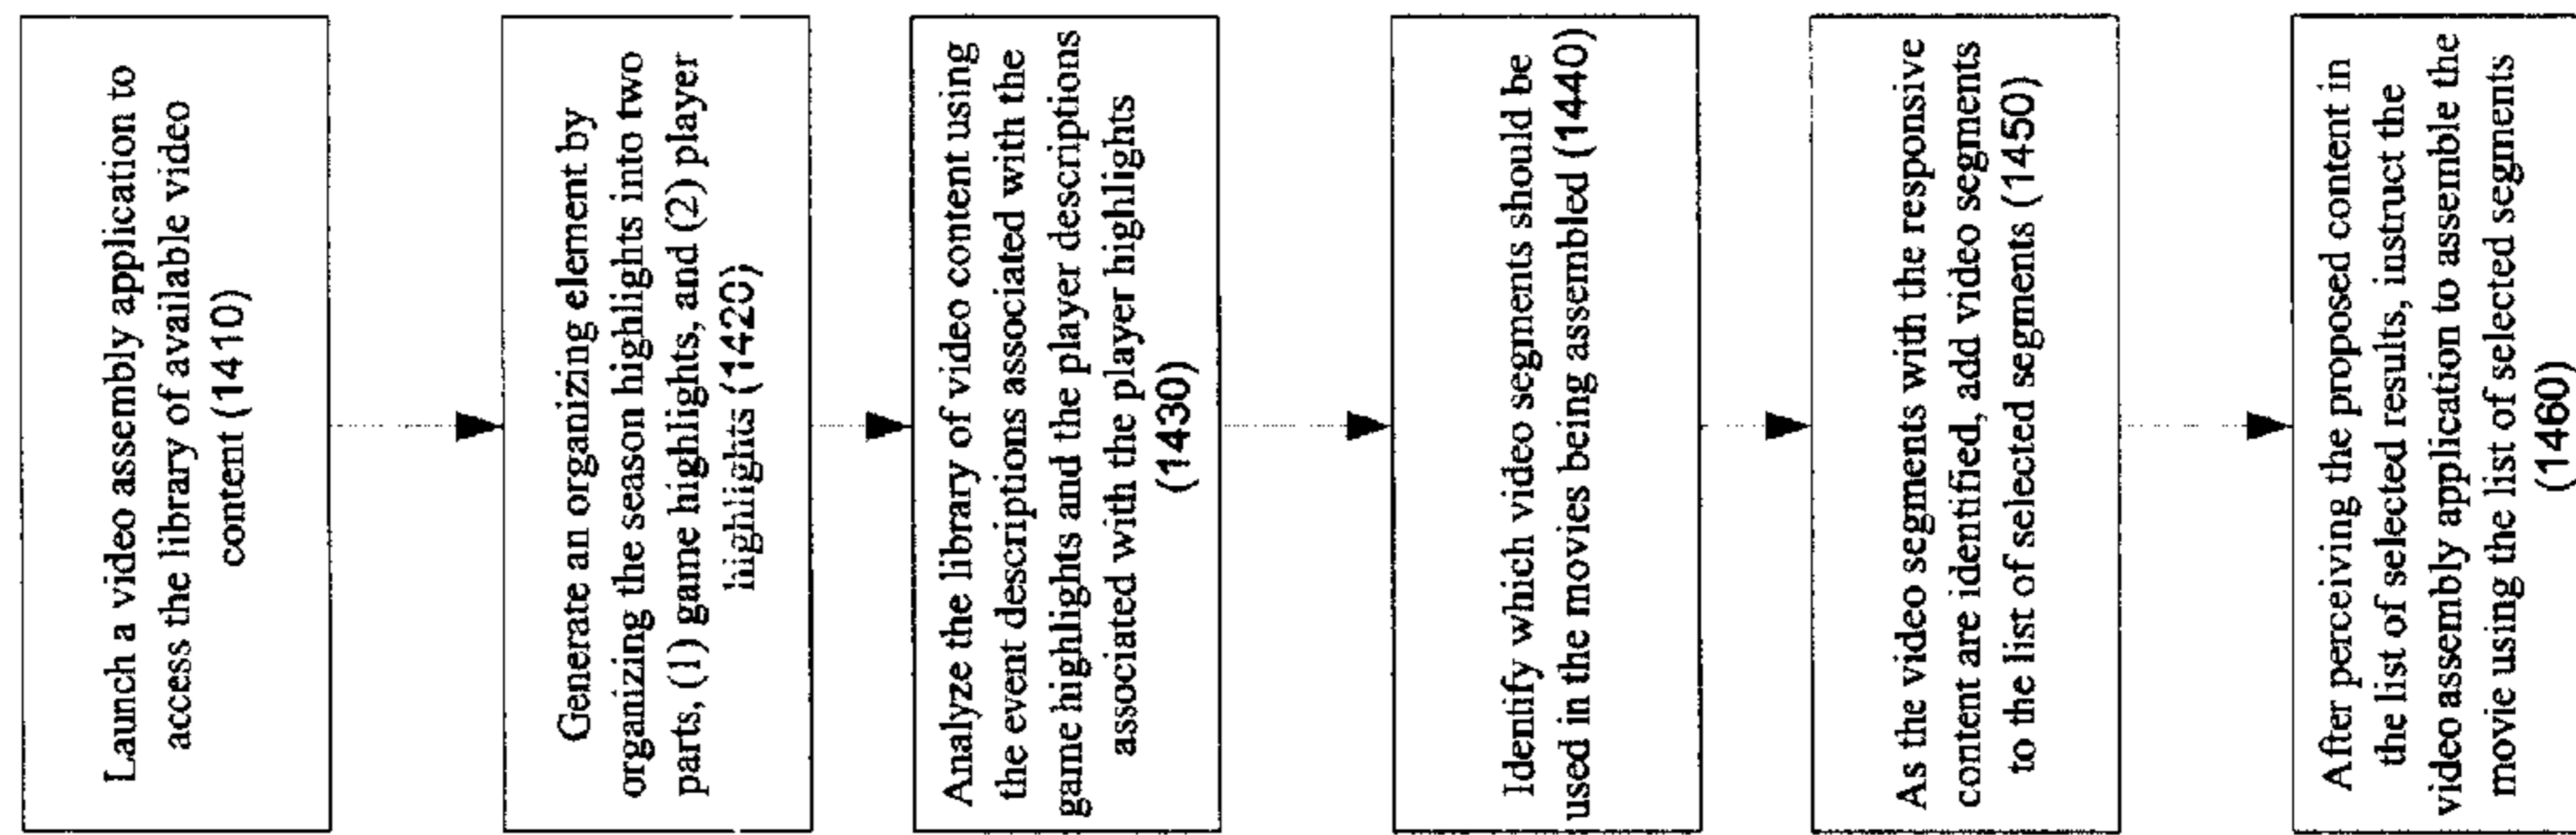 Launch a video assembly application to
access the library of available video
content (1410)
Generate an organizing element by
organizing the season highlights into two
parts, (1) game highlights, and (2) player
highlights (1420)
Analyze the library of video content using
the event descriptions associated with the
game highlights and the player descriptions
associated with the player highlights
(1430)
Identify which video segments should be
used in the movies being assembled (1440)
As the video segments with the responsive
content are identified, add video segments
to the list of selected segments (1450)
After perceiving the proposed content in
the list of selected results, instruct the
video assembly application to assemble the
movie using the list of selected segments
(1460)